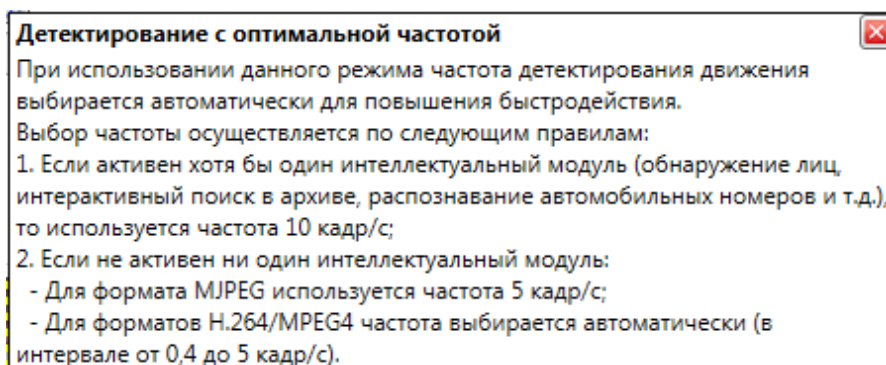 Детектирование с оптимальной частотой
При использовании данного режима частота детектирования движения
выбирается автоматически для повышения быстродействия.
Выбор частоты осуществляется по следующим правилам:
1. Если активен хотя бы один интеллектуальный модуль (обнаружение лиц,
интерактивный поиск в архиве, распознавание автомобильных номеров и т.д.),
то используется частота 10 кадр/с;
2. Если не активен ни один интеллектуальный модуль:
- Для формата MJPEG используется частота 5 кадр/с;
- Для форматов H.264/MPEG4 частота выбирается автоматически (в
интервале от 0,4 до 5 кадр/с).